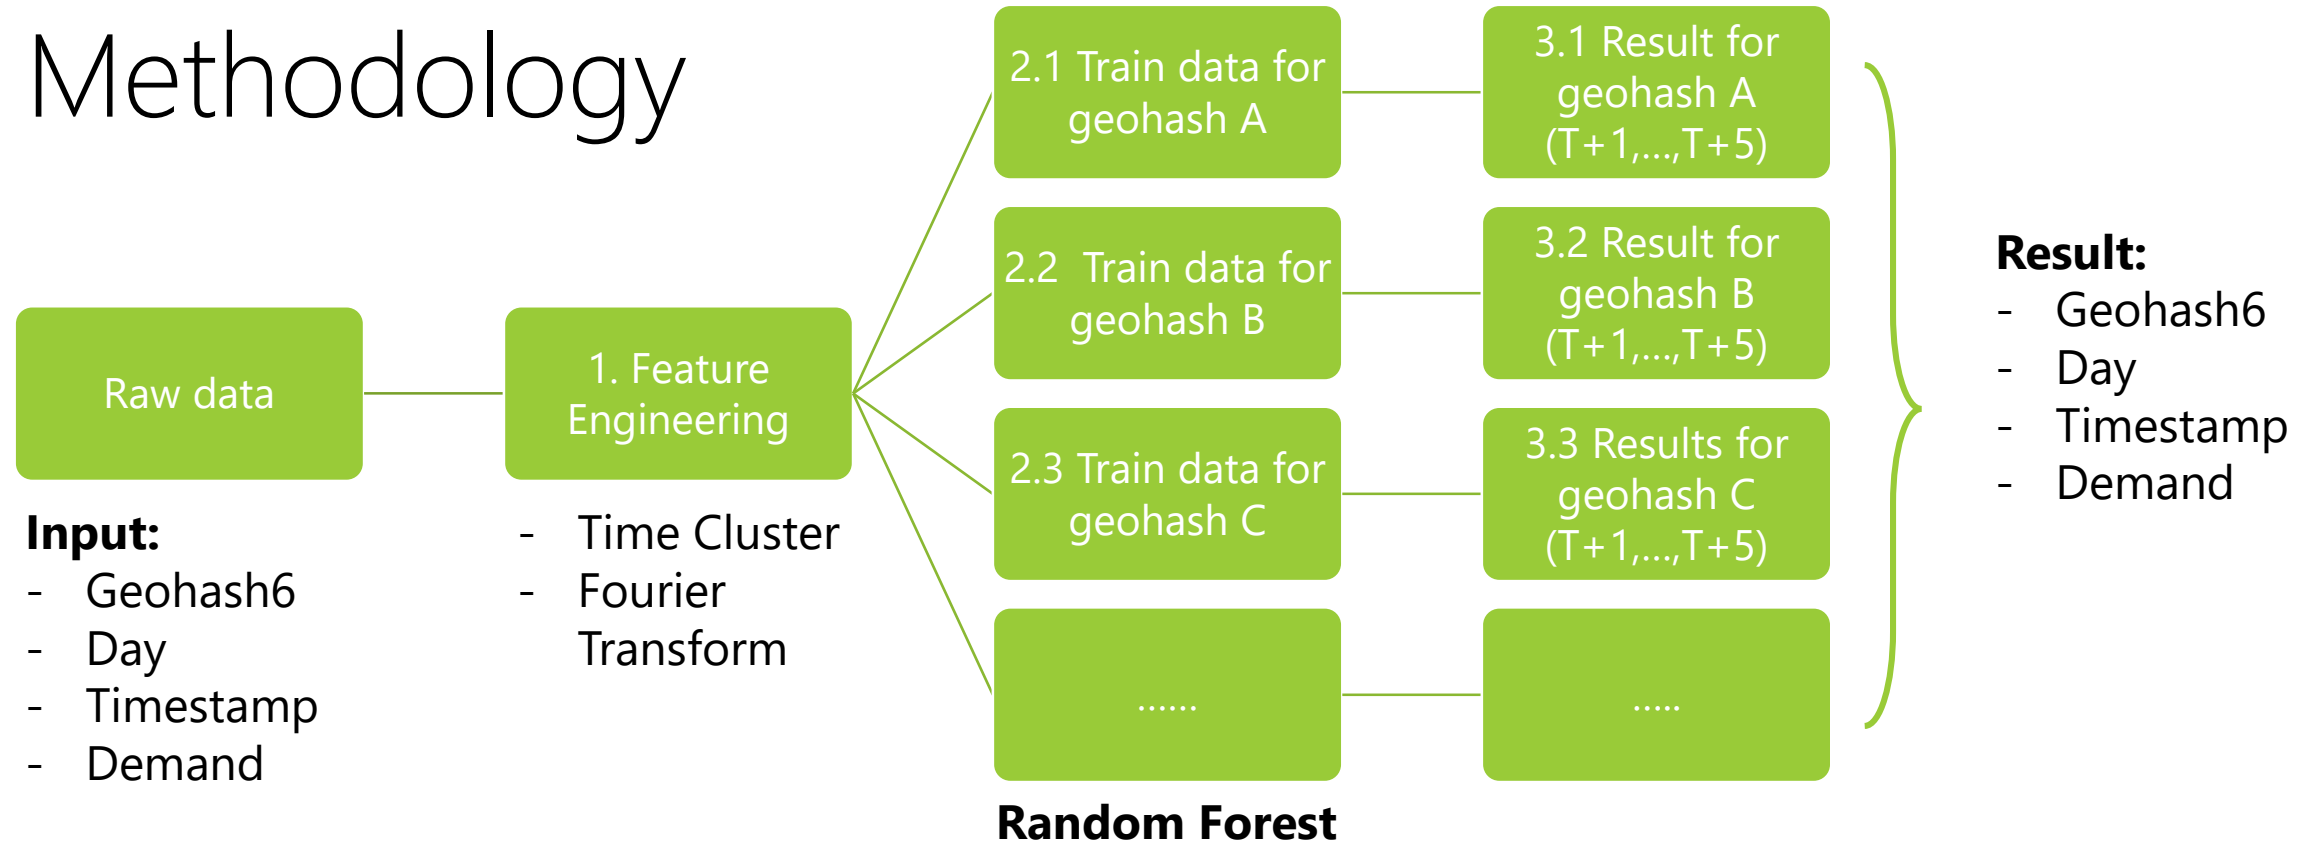 Methodology
Raw data
Input:
- Geohash6
- Day
- Timestamp
- Demand
1. Feature
Engineering
- Time Cluster
- Fourier
Transform
2.1 Train data for
geohash A
2.2  Train data for
geohash B
2.3 Train data for
geohash C
......
Random Forest
3.1 Result for
geohash A
(T+1,...,T+5)
3.2 Result for
geohash B
(T+1,...,T+5)
3.3 Results for
geohash C
(T+1,...,T+5)
.....
Result:
- Geohash6
- Day
- Timestamp
- Demand